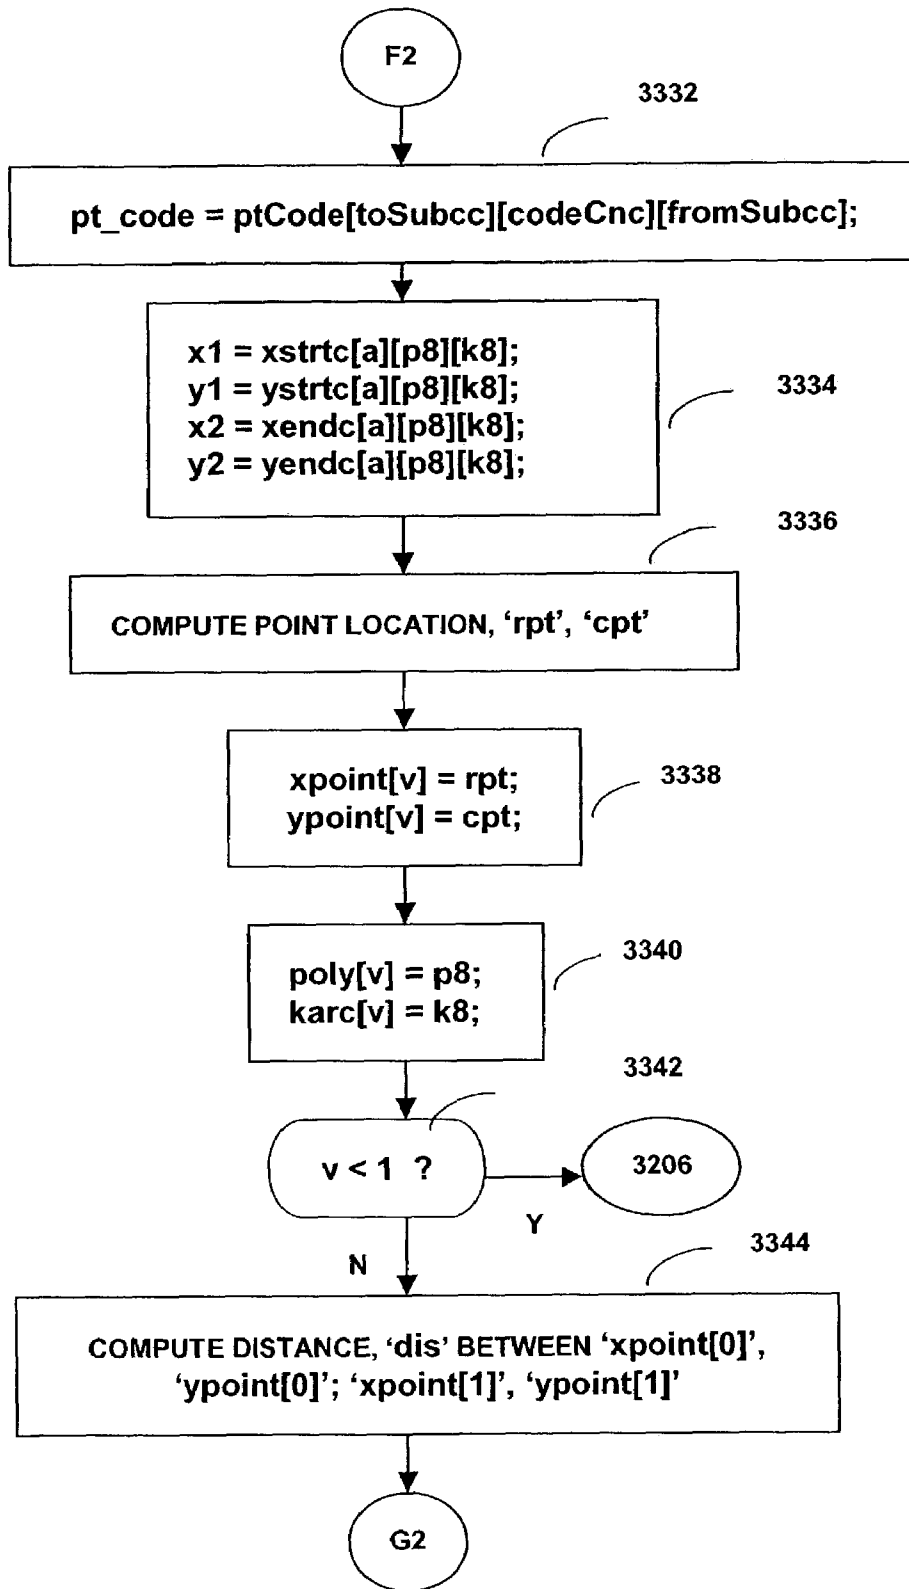 F2
3332
pt_code = ptCode[toSubcc][codeCnc][fromSubcc];
x1 = xstrtc[a][p8][k8];
y1 = ystrtc[a][p8][k8];
x2 = xendc[a][p8][k8];
y2 = yendc[a][p8][k8];
3334
3336
COMPUTE POINT LOCATION, ‘rpt’, ‘cpt’
xpoint[v] = rpt;
ypoint[v] = cpt;
3338
poly[v] = p8;
karc[v] = k8;
3340
3342
v < 1 ?
3206
Y
N
3344
COMPUTE DISTANCE, ‘dis’ BETWEEN ‘xpoint[0]’,
‘ypoint[0]’; ‘xpoint[1]’, ‘ypoint[1]’
G2